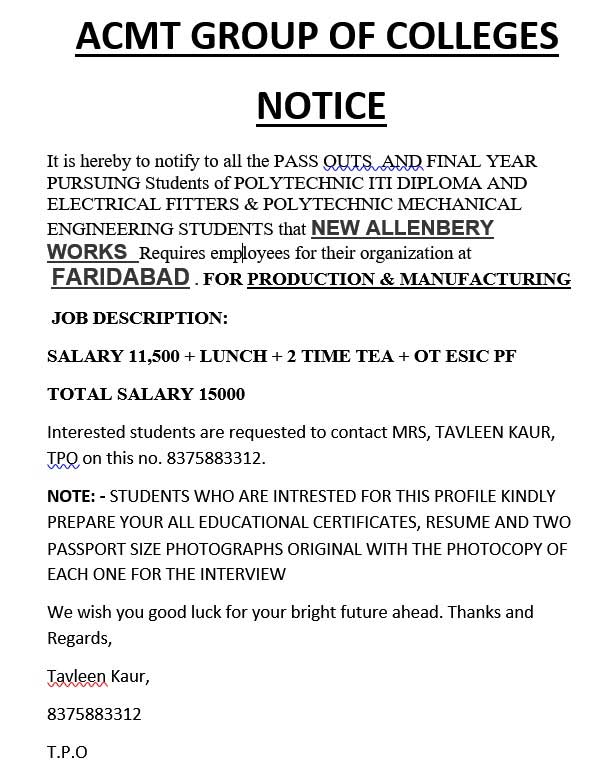 ACMT GROUP OF COLLEGES
NOTICE
It is hereby to notify to all the PASS OUTS  AND FINAL YEAR
PURSUING Students of POLYTECHNIC ITI DIPLOMA AND
ELECTRICAL FITTERS & POLYTECHNIC MECHANICAL
ENGINEERING STUDENTS that NEW ALLENBERY
WORKS  Requires employees for their organization at
FARIDABAD . FOR PRODUCTION & MANUFACTURING
JOB DESCRIPTION:
SALARY 11,500 + LUNCH + 2 TIME TEA + OT ESIC PF
TOTAL SALARY 15000
Interested students are requested to contact MRS, TAVLEEN KAUR,
TPO on this no. 8375883312.
NOTE: - STUDENTS WHO ARE INTRESTED FOR THIS PROFILE KINDLY
PREPARE YOUR ALL EDUCATIONAL CERTIFICATES, RESUME AND TWO
PASSPORT SIZE PHOTOGRAPHS ORIGINAL WITH THE PHOTOCOPY OF
EACH ONE FOR THE INTERVIEW
We wish you good luck for your bright future ahead. Thanks and
Regards,
Tavleen Kaur,
8375883312
T.P.O